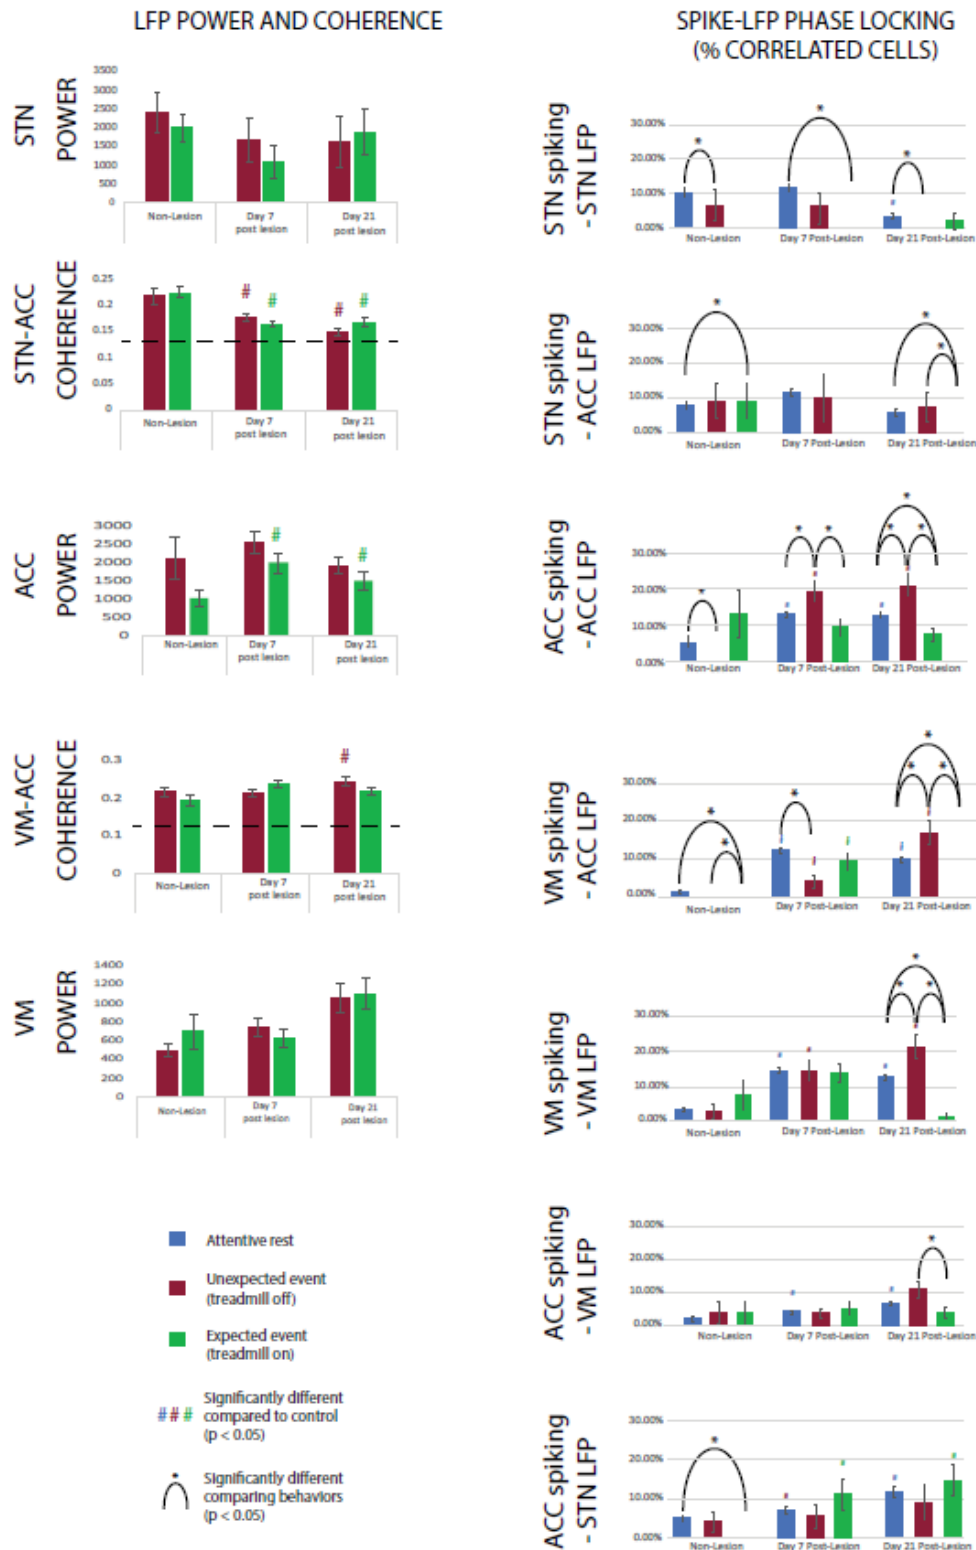 LFP POWER AND COHERENCE
SPIKE-LFP PHASE LOCKING
(% CORRELATED CELLS)
STN
POWER
3500
3000
2500
2000
1500
1000
500
0
Non-Lesion
Day 7
post lesion
Day 21
post lesion
STN-ACC
COHERENCE
0.25
0.2
0.15
0.1
0.05
0
# # # #
Non-Lesion
Day 7
post lesion
Day 21
post lesion
ACC
POWER
3000
2500
2000
1500
1000
500
0
# #
Non-Lesion
Day 7
post lesion
Day 21
post lesion
VM-ACC
COHERENCE
0.3
0.2
0.1
0
#
Non-Lesion
Day 7
post lesion
Day 21
post lesion
VM
POWER
1400
1200
1000
800
600
400
200
0
Non-Lesion
Day 7
post lesion
Day 21
post lesion
Attentive rest
Unexpected event
(treadmill off)
Expected event
(treadmill on)
# # #
Significantly different
compared to control
(p < 0.05)
*
Significantly different
comparing behaviors
(p < 0.05)
STN spiking
- STN LFP
30.00%
20.00%
10.00%
0.00%
* * *
#
Non-Lesion
Day 7 Post-Lesion
Day 21 Post-Lesion
STN spiking
- ACC LFP
30.00%
20.00%
10.00%
0.00%
* * *
Non-Lesion
Day 7 Post-Lesion
Day 21 Post-Lesion
ACC spiking
- ACC LFP
30.00%
20.00%
10.00%
0.00%
* * * * * *
# # # #
Non-Lesion
Day 7 Post-Lesion
Day 21 Post-Lesion
VM spiking
- ACC LFP
30.00%
20.00%
10.00%
0.00%
* * * * * *
# # # # #
Non-Lesion
Day 7 Post-Lesion
Day 21 Post-Lesion
VM spiking
- VM LFP
30.00%
20.00%
10.00%
0.00%
* * *
# # # #
Non-Lesion
Day 7 Post-Lesion
Day 21 Post-Lesion
ACC spiking
- VM LFP
30.00%
20.00%
10.00%
0.00%
*
# #
Non-Lesion
Day 7 Post-Lesion
Day 21 Post-Lesion
ACC spiking
- STN LFP
30.00%
20.00%
10.00%
0.00%
*
# # # #
Non-Lesion
Day 7 Post-Lesion
Day 21 Post-Lesion